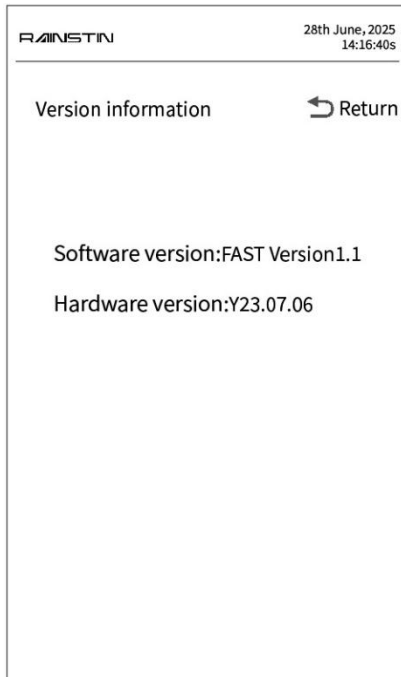 RAINSTIN
28th June, 2025
14:16:40s
Version information
Return
Software version:FAST Version1.1
Hardware version:Y23.07.06